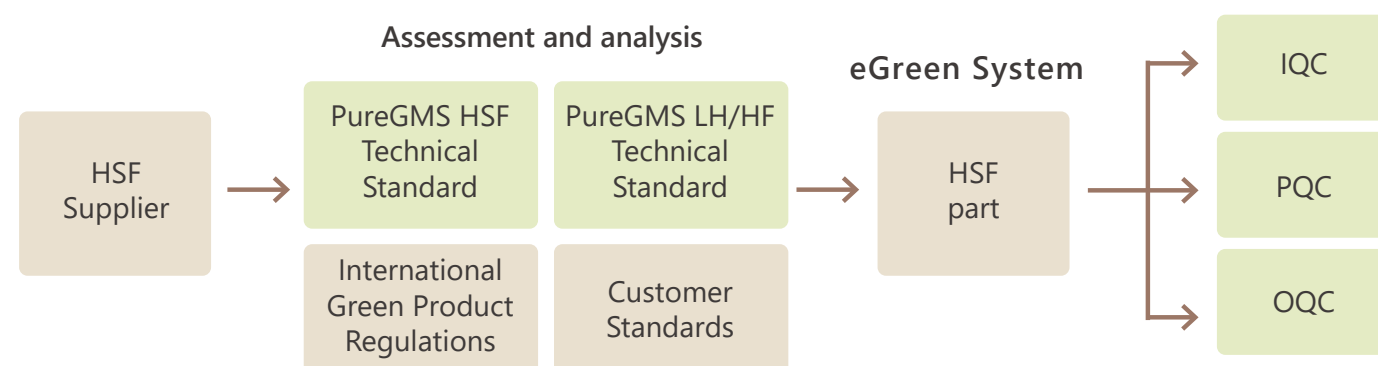 Assessment and analysis
eGreen System
HSF
Supplier
PureGMS HSF
Technical
Standard
PureGMS LH/HF
Technical
Standard
International
Green Product
Regulations
Customer
Standards
HSF
part
IQC
PQC
OQC